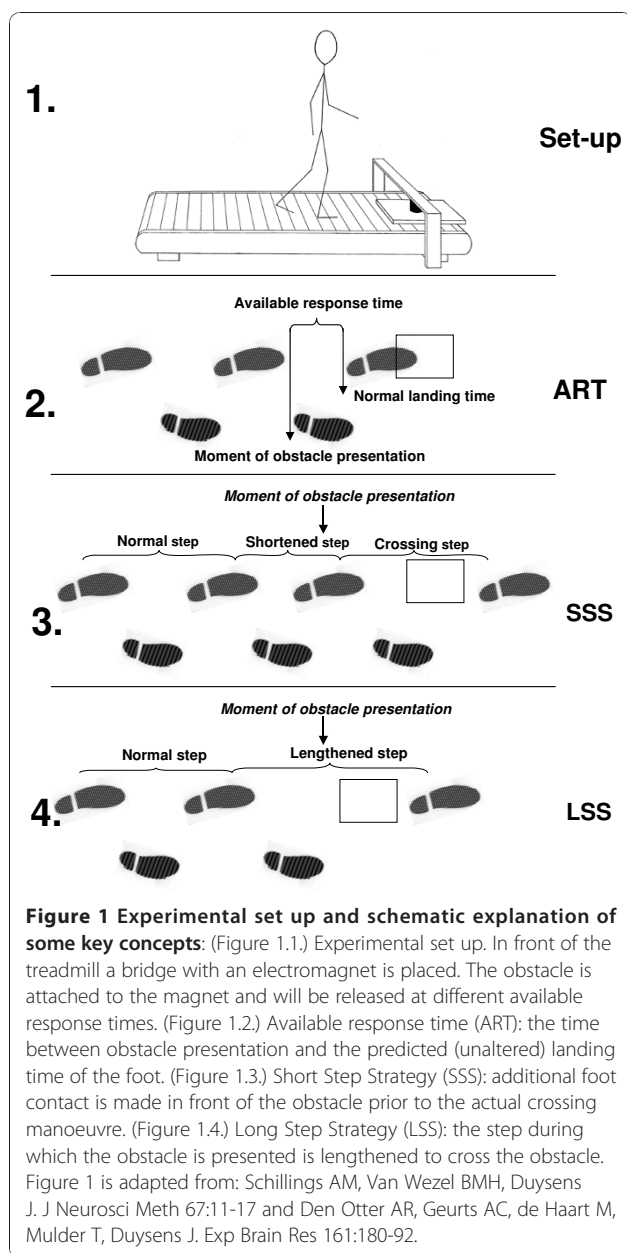 1.
Set-up
Available response time
2.
ART
Normal landing time
Moment of obstacle presentation
Moment of obstacle presentation
Normal step Shortened step Crossing step
3.
SSS
Moment of obstacle presentation
Normal step Lengthened step
4.
LSS
Figure 1 Experimental set up and schematic explanation of
some key concepts: (Figure 1.1.) Experimental set up. In front of the
treadmill a bridge with an electromagnet is placed. The obstacle is
attached to the magnet and will be released at different available
response times. (Figure 1.2.) Available response time (ART): the time
between obstacle presentation and the predicted (unaltered) landing
time of the foot. (Figure 1.3.) Short Step Strategy (SSS): additional foot
contact is made in front of the obstacle prior to the actual crossing
manoeuvre. (Figure 1.4.) Long Step Strategy (LSS): the step during
which the obstacle is presented is lengthened to cross the obstacle.
Figure 1 is adapted from: Schillings AM, Van Wezel BMH, Duysens
J. J Neurosci Meth 67:11-17 and Den Otter AR, Geurts AC, de Haart M,
Mulder T, Duysens J. Exp Brain Res 161:180-92.